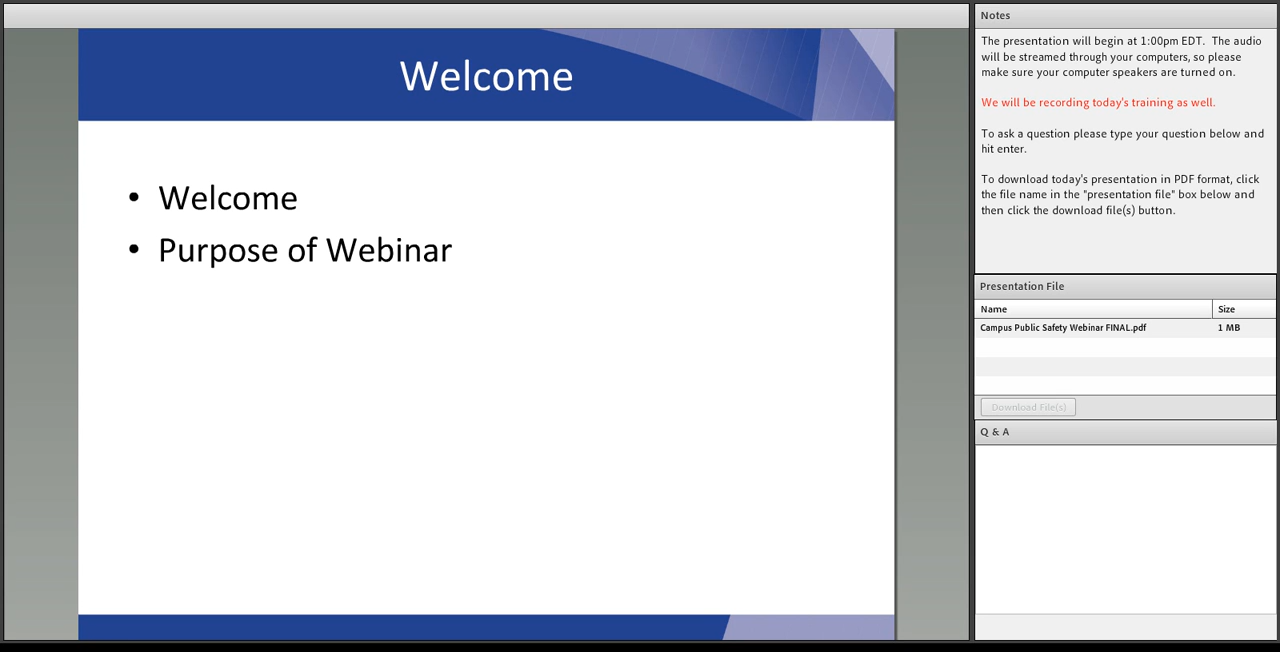 Welcome
• Welcome
• Purpose of Webinar
Notes
The presentation will begin at 1:00pm EDT.  The audio
will be streamed through your computers, so please
make sure your computer speakers are turned on.
We will be recording today's training as well.
To ask a question please type your question below and
hit enter.
To download today's presentation in PDF format, click
the file name in the "presentation file" box below and
then click the download file(s) button.
Presentation File
Name Size
Campus Public Safety Webinar FINAL.pdf 1 MB
Download File(s)
Q & A